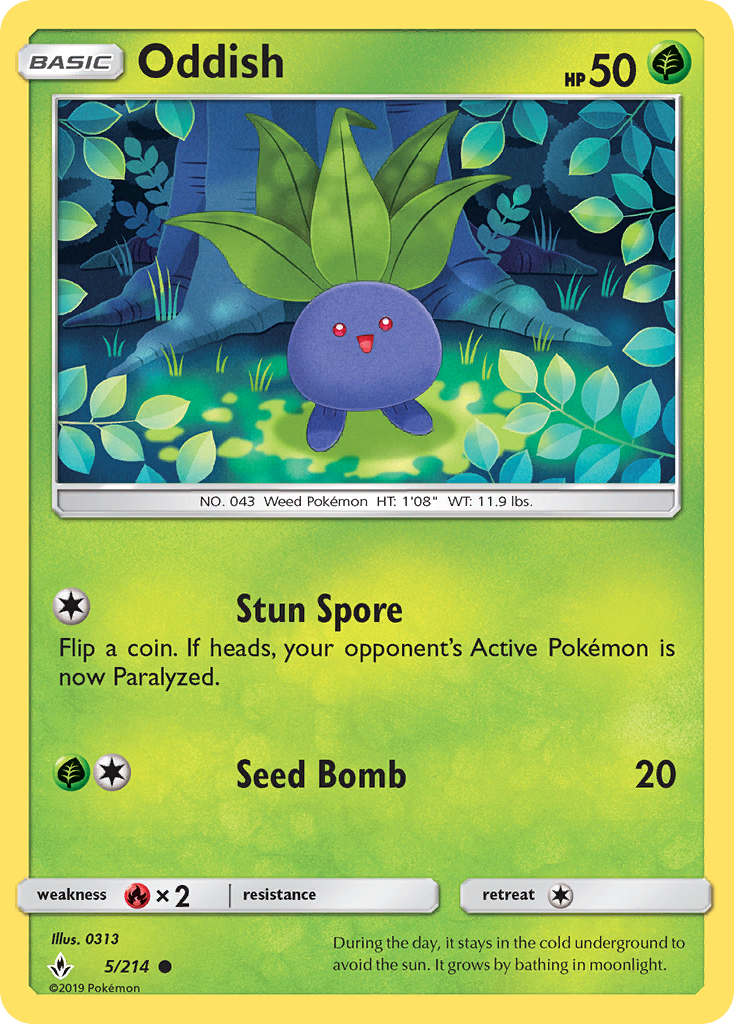 BASIC Oddish HP 50
NO. 043 Weed Pokémon HT: 1'08" WT: 11.9 lbs.
Stun Spore
Flip a coin. If heads, your opponent's Active Pokémon is
now Paralyzed.
Seed Bomb 20
weakness × 2 resistance retreat
Illus. 0313
5/214
©2019 Pokémon
During the day, it stays in the cold underground to
avoid the sun. It grows by bathing in moonlight.